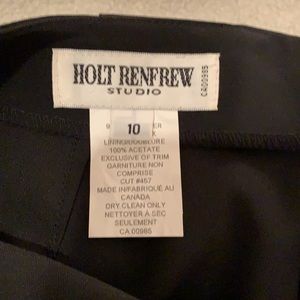 HOLT RENFREW
STUDIO
CA00985
10
LINING/DOUBLURE
100% ACETATE
EXCLUSIVE OF TRIM
GARNITURE NON
COMPRISE
CUT #457
MADE IN/FABRIQUÉ AU
CANADA
DRY CLEAN ONLY
NETTOYER À SEC
SEULEMENT
CA 00985